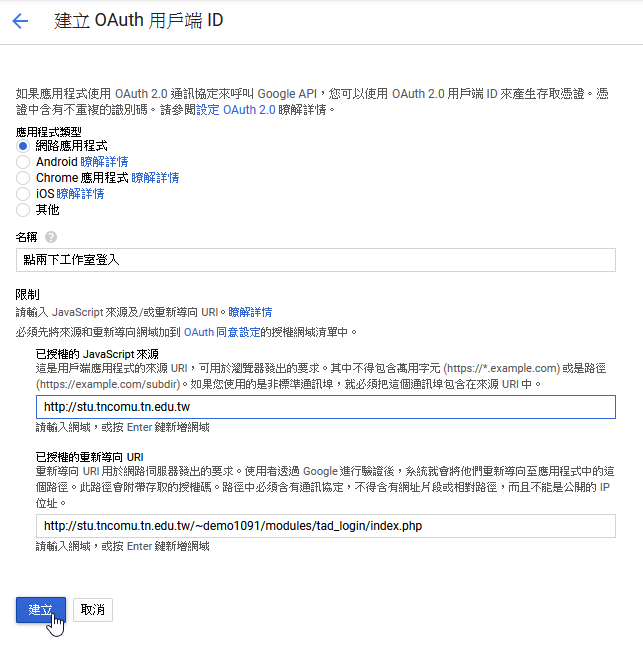 建立 OAuth 用戶端 ID
如果應用程式使用 OAuth 2.0 通訊協定來呼叫 Google API，您可以使用 OAuth 2.0 用戶端 ID 來產生存取憑證。憑
證中含有不重複的識別碼。請參閱設定 OAuth 2.0 瞭解詳情。
應用程式類型
網路應用程式
Android 瞭解詳情
Chrome 應用程式 瞭解詳情
iOS 瞭解詳情
其他
名稱 ?
點兩下工作室登入
限制
請輸入 JavaScript 來源及/或重新導向 URI。瞭解詳情
必須先將來源和重新導向網域加到 OAuth 同意設定的授權網域清單中。
已授權的 JavaScript 來源
這是用戶端應用程式的來源 URI，可用於瀏覽器發出的要求。其中不得包含萬用字元 (https://*.example.com) 或是路徑
(https://example.com/subdir)。如果您使用的是非標準通訊埠，就必須把這個通訊埠包含在來源 URI 中。
http://stu.tncomu.tn.edu.tw
請輸入網域，或按 Enter 鍵新增網域
已授權的重新導向 URI
重新導向 URI 用於網路伺服器發出的要求。使用者透過 Google 進行驗證後，系統就會將他們重新導向至應用程式中的這
個路徑。此路徑會附帶存取的授權碼。路徑中必須含有通訊協定，不得含有網址片段或相對路徑，而且不能是公開的 IP
位址。
http://stu.tncomu.tn.edu.tw/~demo1091/modules/tad_login/index.php
請輸入網域，或按 Enter 鍵新增網域
建立 取消